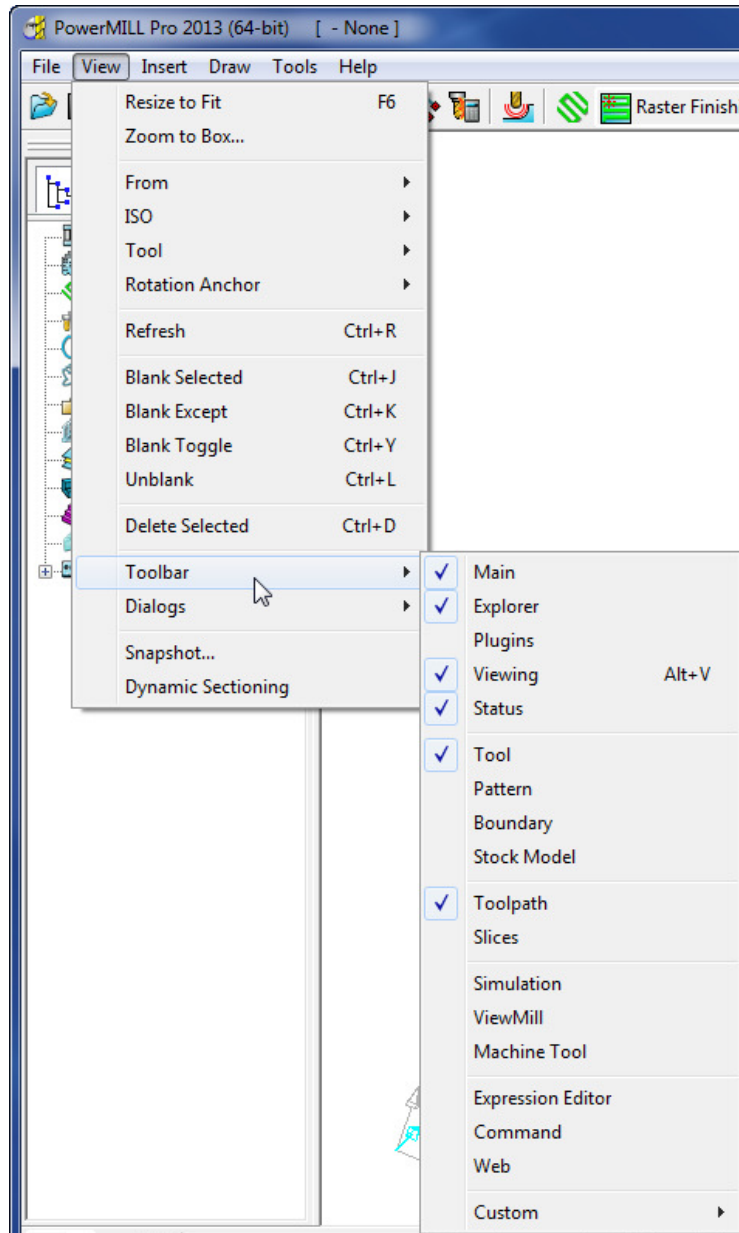 PowerMILL Pro 2013 (64-bit) [ - None ]
File View Insert Draw Tools Help
Raster Finish
Resize to Fit F6
Zoom to Box...
From
ISO
Tool
Rotation Anchor
Refresh Ctrl+R
Blank Selected Ctrl+J
Blank Except Ctrl+K
Blank Toggle Ctrl+Y
Unblank Ctrl+L
Delete Selected Ctrl+D
Toolbar
Dialogs
Snapshot...
Dynamic Sectioning
Main
Explorer
Plugins
Viewing Alt+V
Status
Tool
Pattern
Boundary
Stock Model
Toolpath
Slices
Simulation
ViewMill
Machine Tool
Expression Editor
Command
Web
Custom